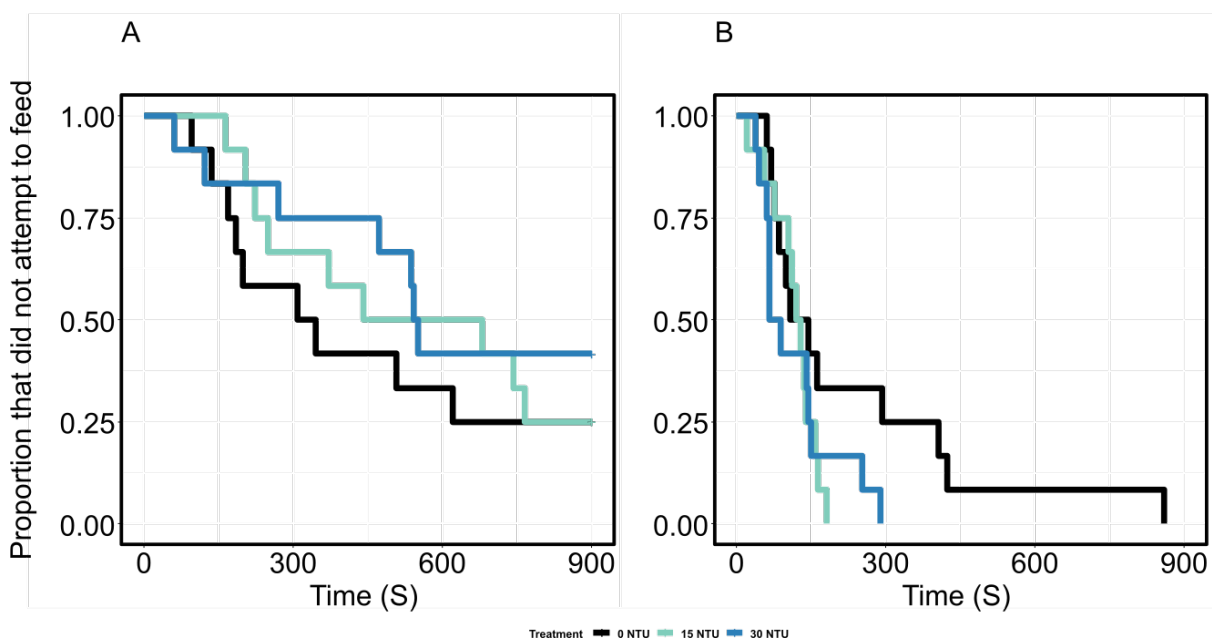 A
B
Proportion that did not attempt to feed
1.00
0.75
0.50
0.25
0.00
0 300 600 900
Time (S)
1.00
0.75
0.50
0.25
0.00
0 300 600 900
Time (S)
Treatment 0 NTU 15 NTU 30 NTU